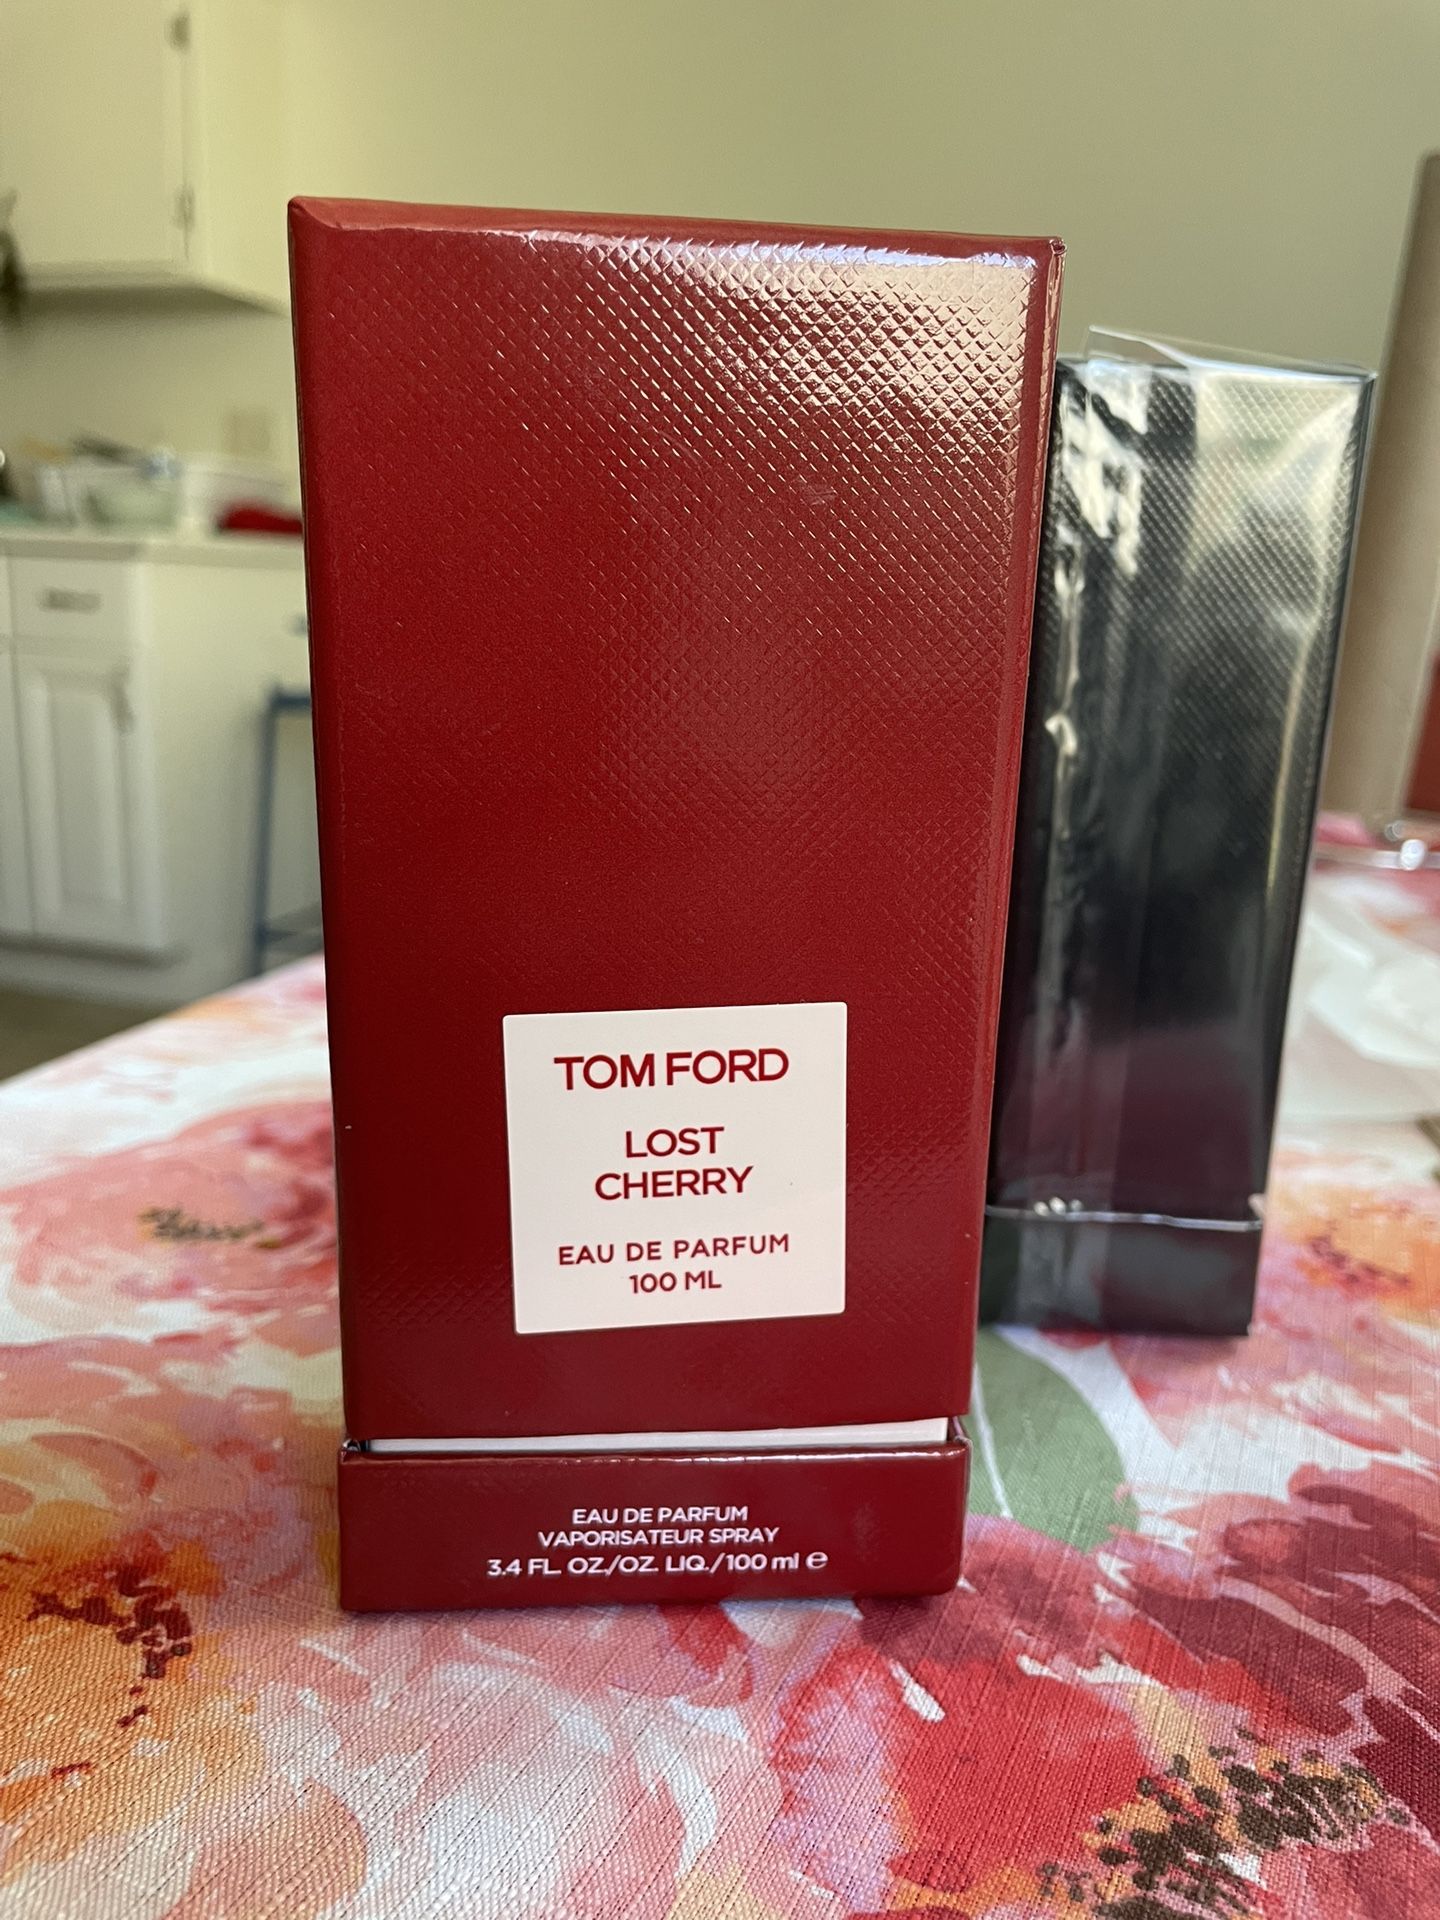 TOM FORD
LOST
CHERRY
EAU DE PARFUM
100 ML
EAU DE PARFUM
VAPORISATEUR SPRAY
3.4 FL. OZ./OZ. LIQ./100 ml ℮